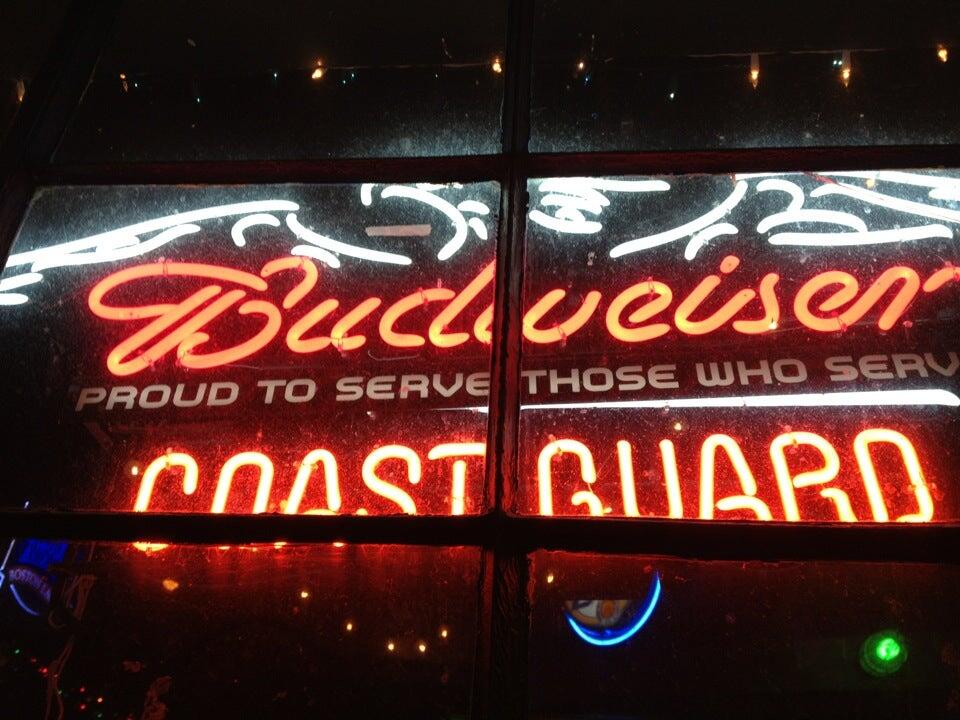 Budweiser
PROUD TO SERVE THOSE WHO SERV
COAST GUARD